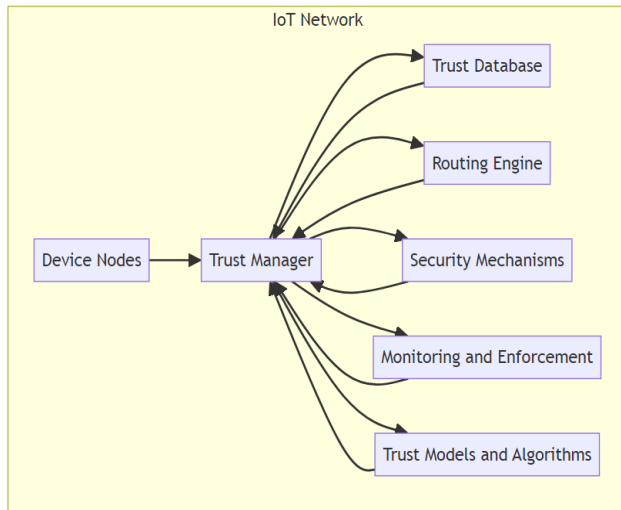 IoT Network
Trust Database
Routing Engine
Device Nodes
Trust Manager
Security Mechanisms
Monitoring and Enforcement
Trust Models and Algorithms